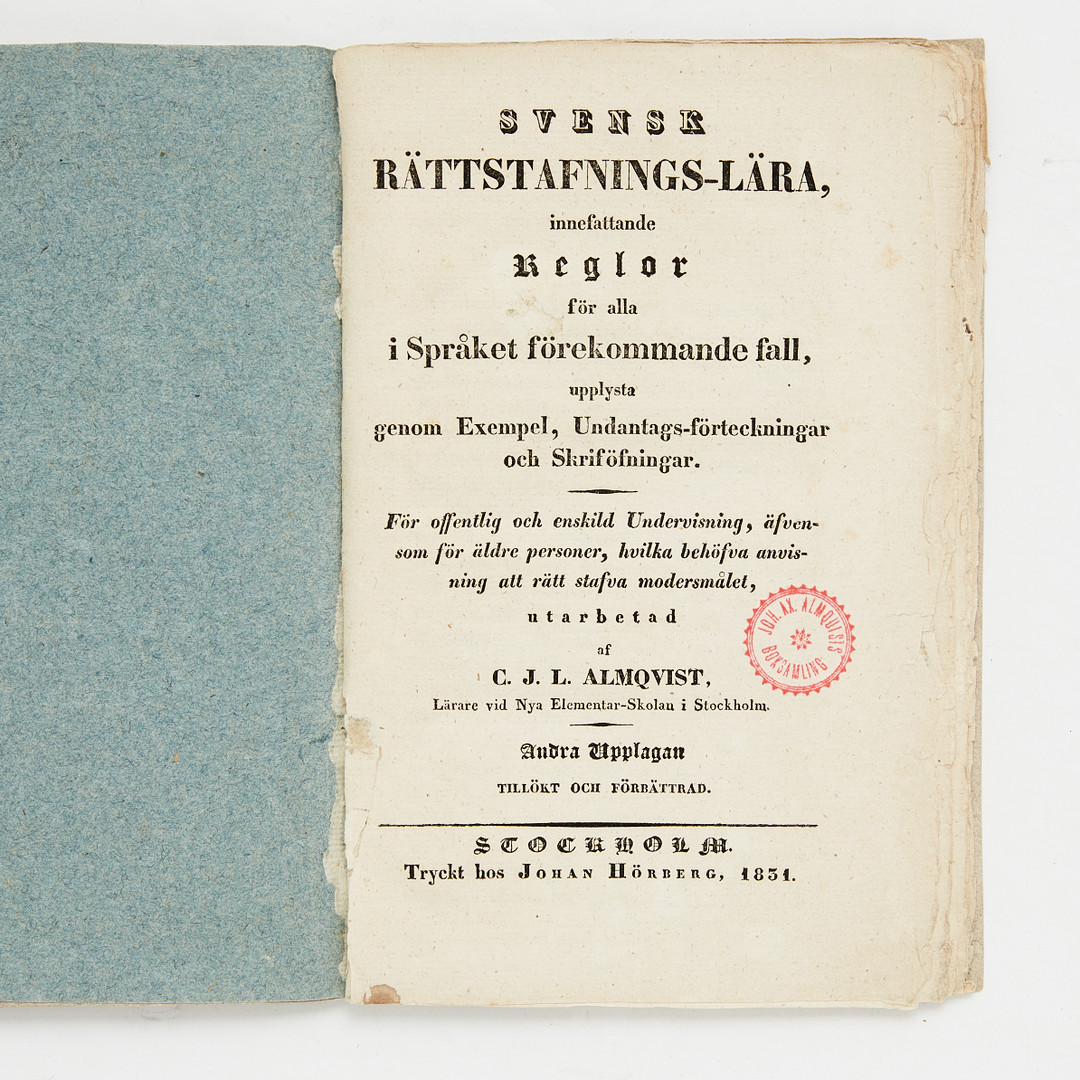 SVENSK
RÄTTSTAFNINGS-LÄRA,
innefattande
Reglor
för alla
i Språket förekommande fall,
upplysta
genom Exempel, Undantags-förteckningar
och Skriföfningar.
För offentlig och enskild Undervisning, äfven-
som för äldre personer, hvilka behöfva anvis-
ning att rätt stafva modersmålet,
utarbetad
af
C. J. L. ALMQVIST,
Lärare vid Nya Elementar-Skolan i Stockholm.
JOH. AX. ALMQUISTS
BOKSAMLING
Andra Upplagan
TILLÖKT OCH FÖRBÄTTRAD.
STOCKHOLM.
Tryckt hos JOHAN HÖRBERG, 1831.